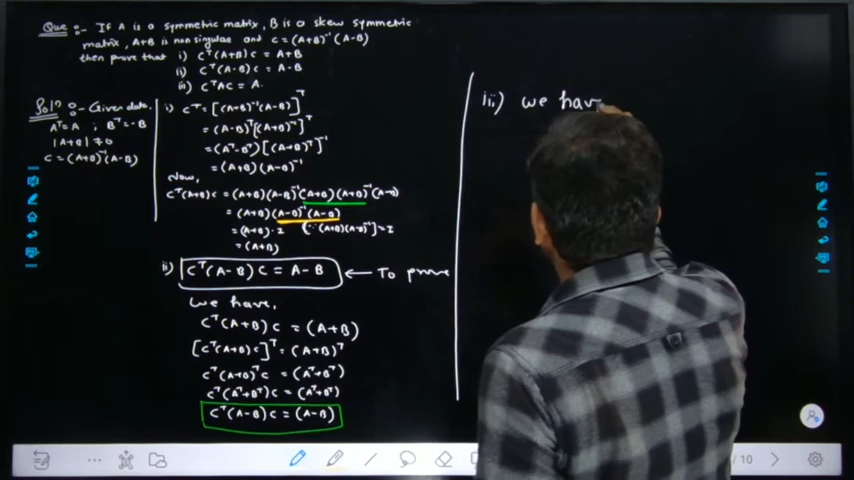 Que :- If A is a symmetric matrix, B is a skew symmetric
matrix, A+B is non singular and C=(A+B)⁻¹(A-B)
then prove that i) Cᵀ(A+B)C = A+B
ii) Cᵀ(A-B)C = A-B
iii) CᵀAC = A.
Solⁿ :- Given data.
Aᵀ=A ; Bᵀ=-B
|A+B| ≠0
C=(A+B)⁻¹(A-B)
i) Cᵀ = [(A+B)⁻¹(A-B)]ᵀ
= (A-B)ᵀ[(A+B)⁻¹]ᵀ
= (Aᵀ-Bᵀ)[(A+B)ᵀ]⁻¹
= (A+B)(A-B)⁻¹
Now,
Cᵀ(A+B)C = (A+B)(A-B)⁻¹(A+B)(A+B)⁻¹(A-B)
= (A+B)(A-B)⁻¹(A-B)
= (A+B)·I
= (A+B)
ii) Cᵀ(A-B)C = A-B ← To prove
We have,
Cᵀ(A+B)C = (A+B)
[Cᵀ(A+B)C]ᵀ = (A+B)ᵀ
Cᵀ(A+B)ᵀC = (Aᵀ+Bᵀ)
Cᵀ(Aᵀ+Bᵀ)C = (Aᵀ+Bᵀ)
Cᵀ(A-B)C = (A-B)
iii) we hav
/ 10